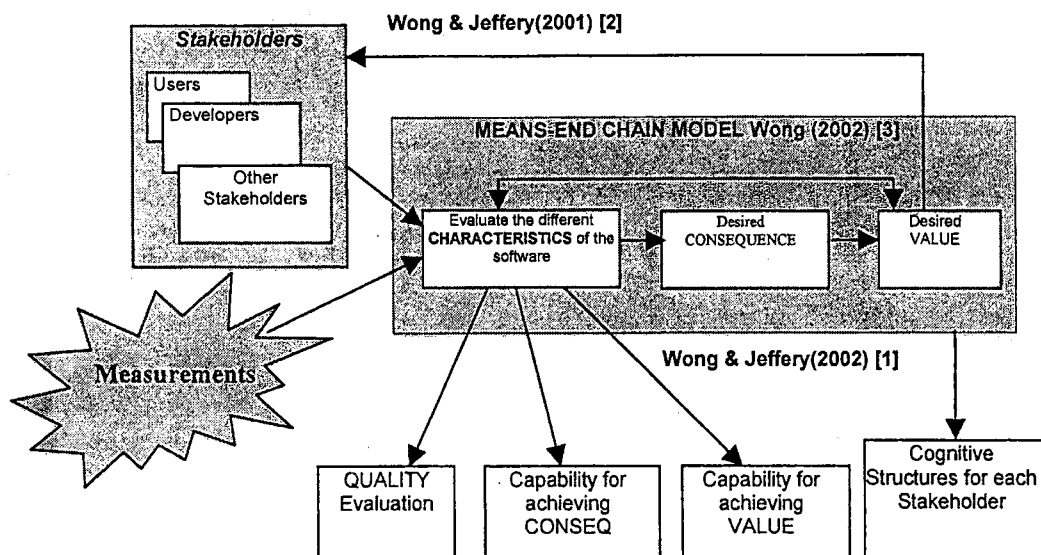 Wong & Jeffery(2001) [2]
Stakeholders
Users
Developers
Other
Stakeholders
MEANS-END CHAIN MODEL Wong (2002) [3]
Evaluate the different
CHARACTERISTICS of the
software
Desired
CONSEQUENCE
Desired
VALUE
Measurements
Wong & Jeffery(2002) [1]
QUALITY
Evaluation
Capability for
achieving
CONSEQ
Capability for
achieving
VALUE
Cognitive
Structures for each
Stakeholder